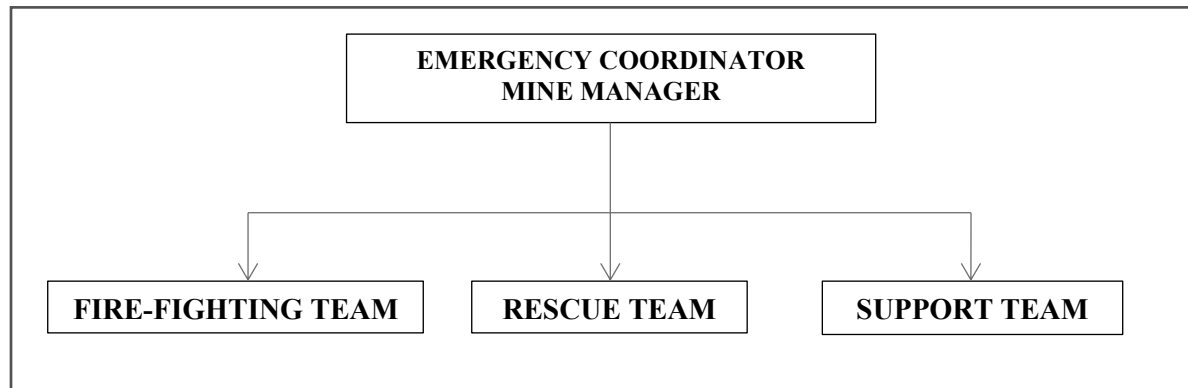 EMERGENCY COORDINATOR
MINE MANAGER
FIRE-FIGHTING TEAM
RESCUE TEAM
SUPPORT TEAM